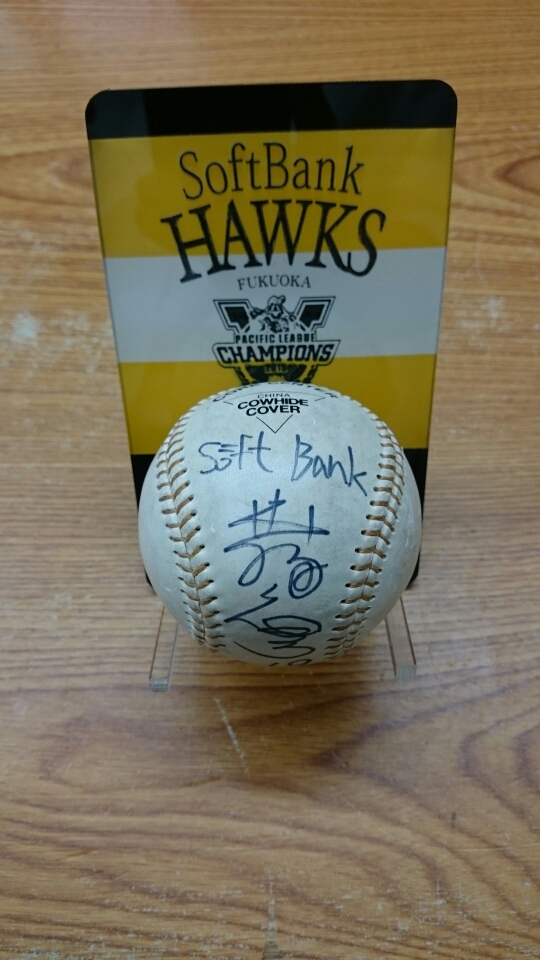 SoftBank
HAWKS
FUKUOKA
PACIFIC LEAGUE
CHAMPIONS
CHINA
COWHIDE
COVER
Soft Bank